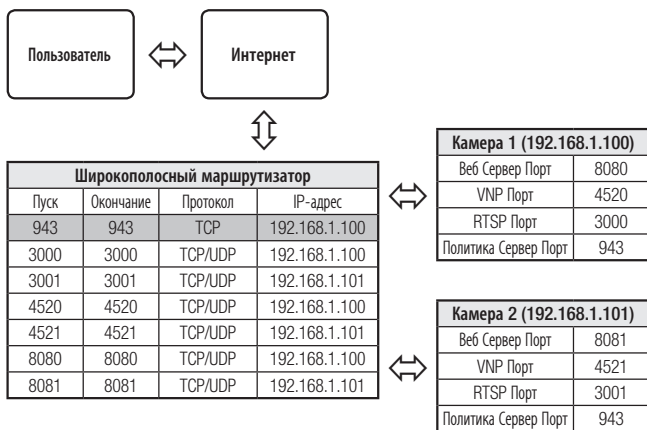 Пользователь
Интернет
Широкополосный маршрутизатор
Пуск Окончание Протокол IP-адрес
943 943 TCP 192.168.1.100
3000 3000 TCP/UDP 192.168.1.100
3001 3001 TCP/UDP 192.168.1.101
4520 4520 TCP/UDP 192.168.1.100
4521 4521 TCP/UDP 192.168.1.101
8080 8080 TCP/UDP 192.168.1.100
8081 8081 TCP/UDP 192.168.1.101
Камера 1 (192.168.1.100)
Веб Сервер Порт 8080
VNP Порт 4520
RTSP Порт 3000
Политика Сервер Порт 943
Камера 2 (192.168.1.101)
Веб Сервер Порт 8081
VNP Порт 4521
RTSP Порт 3001
Политика Сервер Порт 943